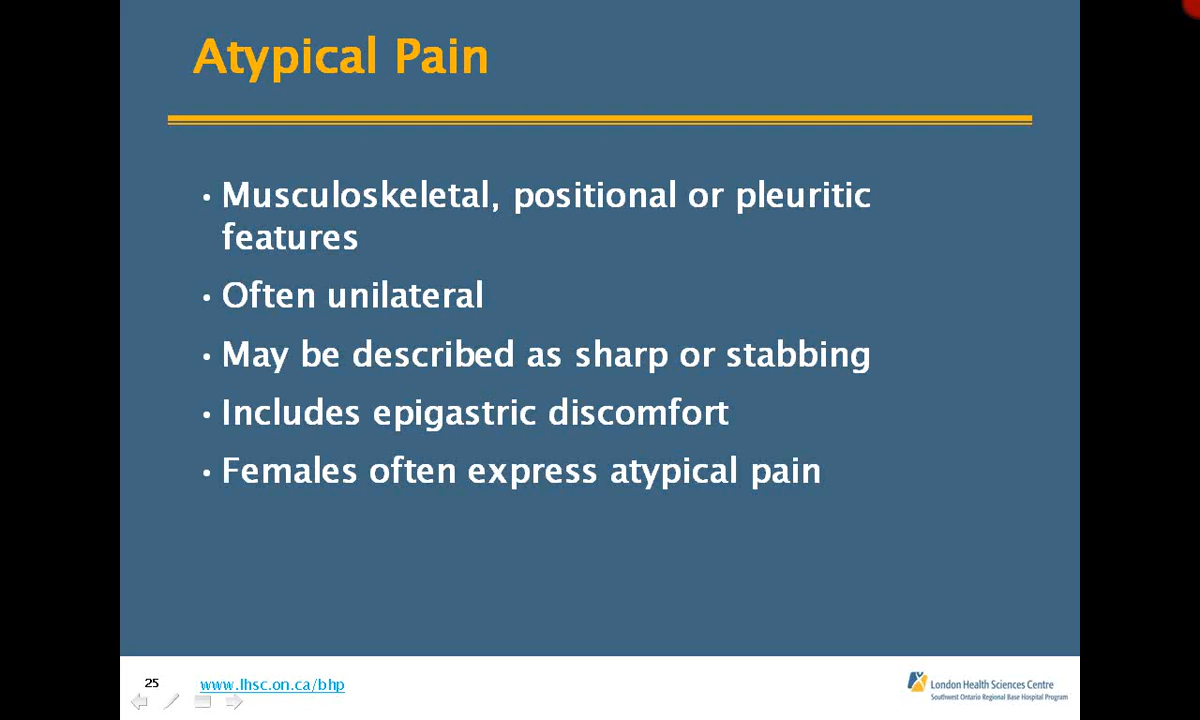 Atypical Pain
• Musculoskeletal, positional or pleuritic
features
• Often unilateral
• May be described as sharp or stabbing
• Includes epigastric discomfort
• Females often express atypical pain
25
www.lhsc.on.ca/bhp
London Health Sciences Centre
Southwest Ontario Regional Base Hospital Program